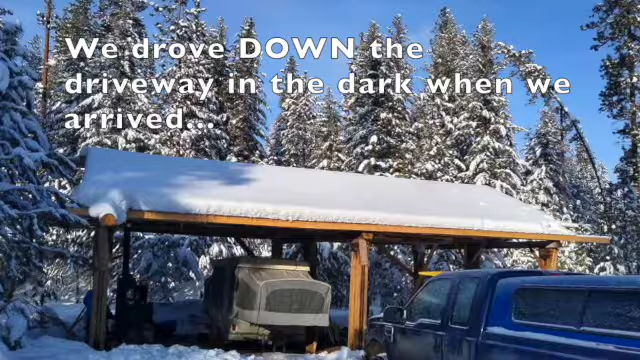 We drove DOWN the
driveway in the dark when we
arrived...